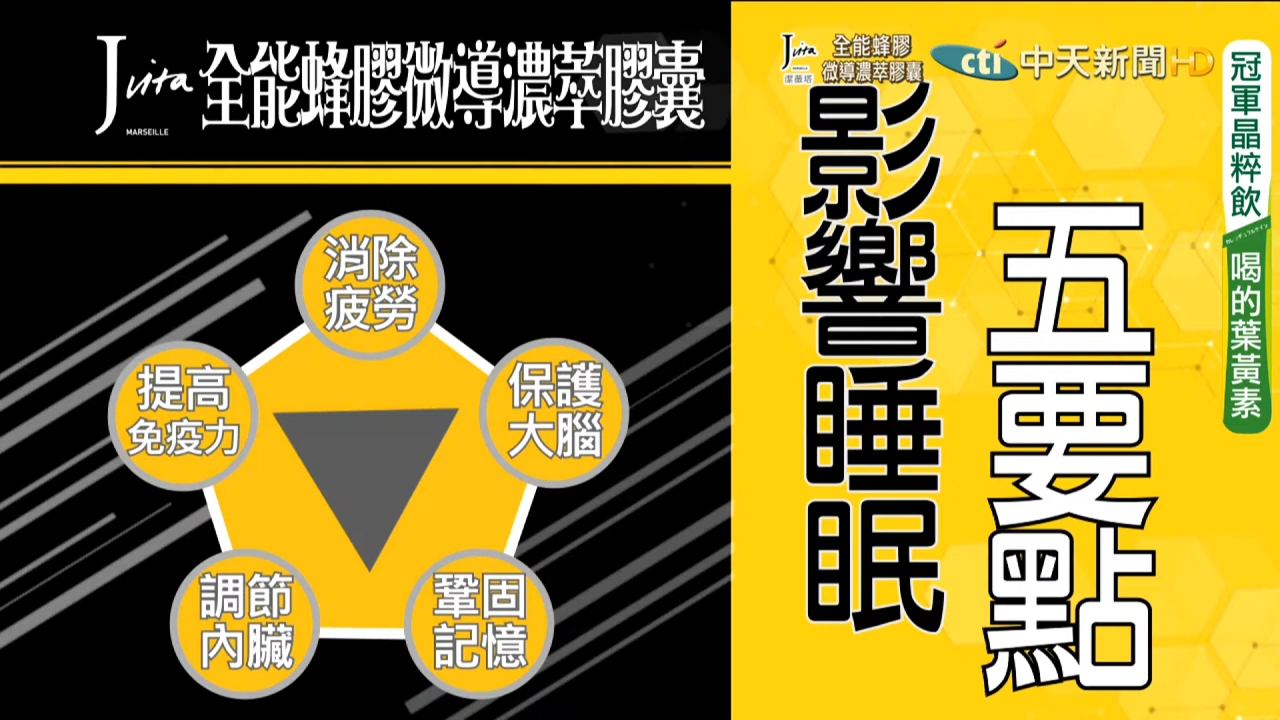 Jvita
MARSEILLE
全能蜂膠微導濃萃膠囊
消除
疲勞
提高
免疫力
保護
大腦
調節
內臟
鞏固
記憶
Jvita
MARSEILLE
潔薇塔
全能蜂膠
微導濃萃膠囊
cti
中天新聞HD
五要點
影響睡眠
冠軍晶粹飲
喝的葉黃素